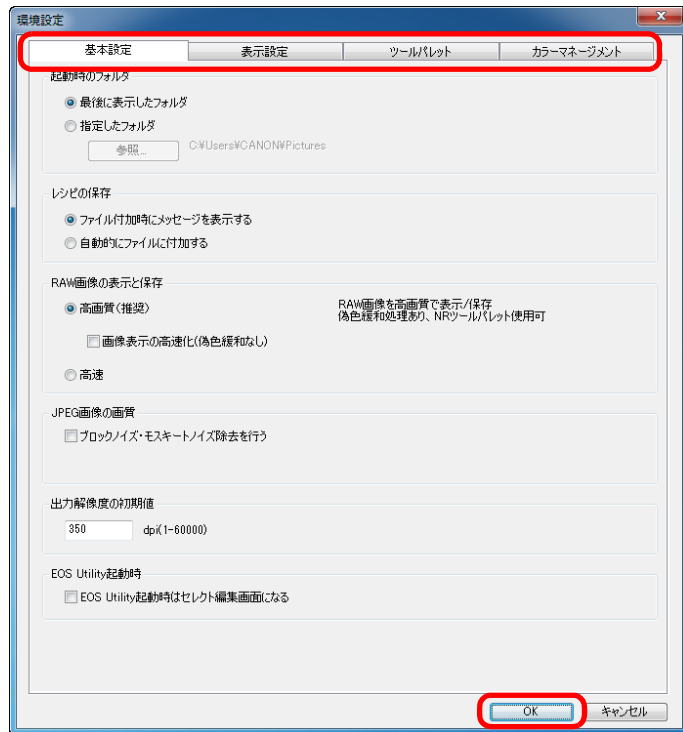 環境設定
基本設定 表示設定 ツールパレット カラーマネージメント
起動時のフォルダ
最後に表示したフォルダ
指定したフォルダ
参照... C:¥Users¥CANON¥Pictures
レシピの保存
ファイル付加時にメッセージを表示する
自動的にファイルに付加する
RAW画像の表示と保存
高画質(推奨) RAW画像を高画質で表示/保存
偽色緩和処理あり、NRツールパレット使用可
画像表示の高速化(偽色緩和なし)
高速
JPEG画像の画質
ブロックノイズ・モスキートノイズ除去を行う
出力解像度の初期値
350 dpi(1-60000)
EOS Utility起動時
EOS Utility起動時はセレクト編集画面になる
OK キャンセル